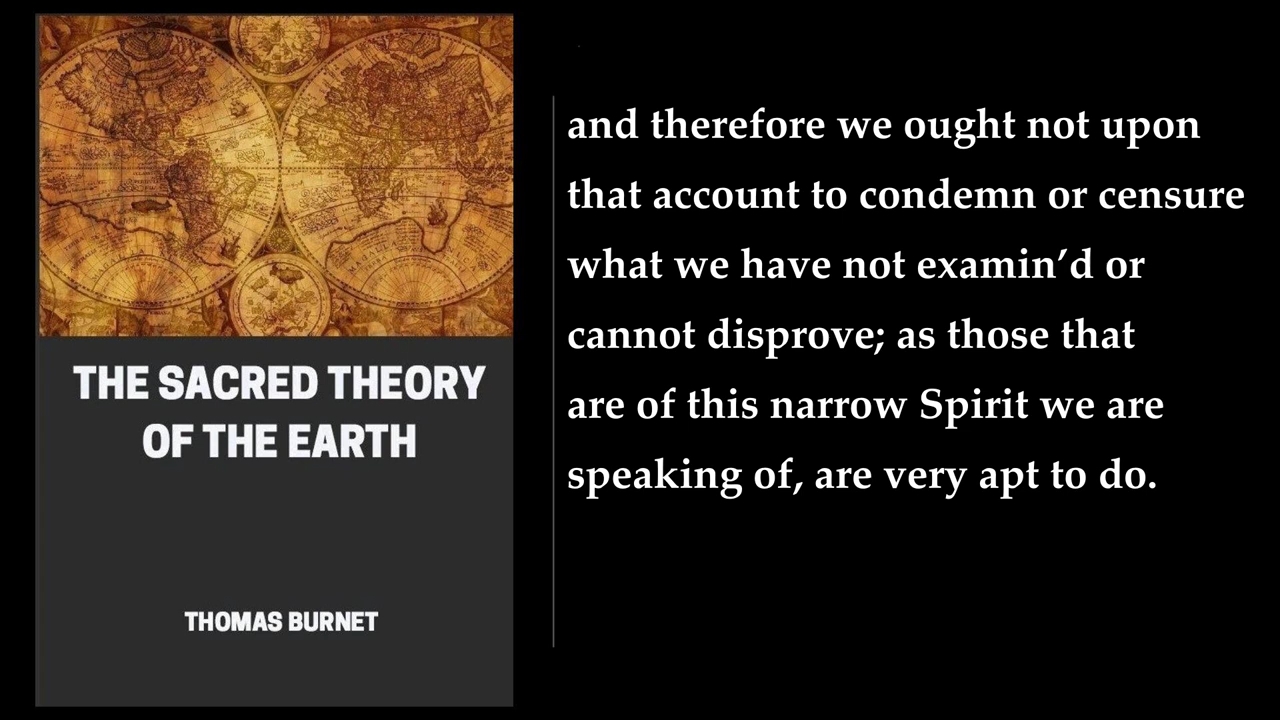 THE SACRED THEORY
OF THE EARTH
THOMAS BURNET
and therefore we ought not upon
that account to condemn or censure
what we have not examin’d or
cannot disprove; as those that
are of this narrow Spirit we are
speaking of, are very apt to do.